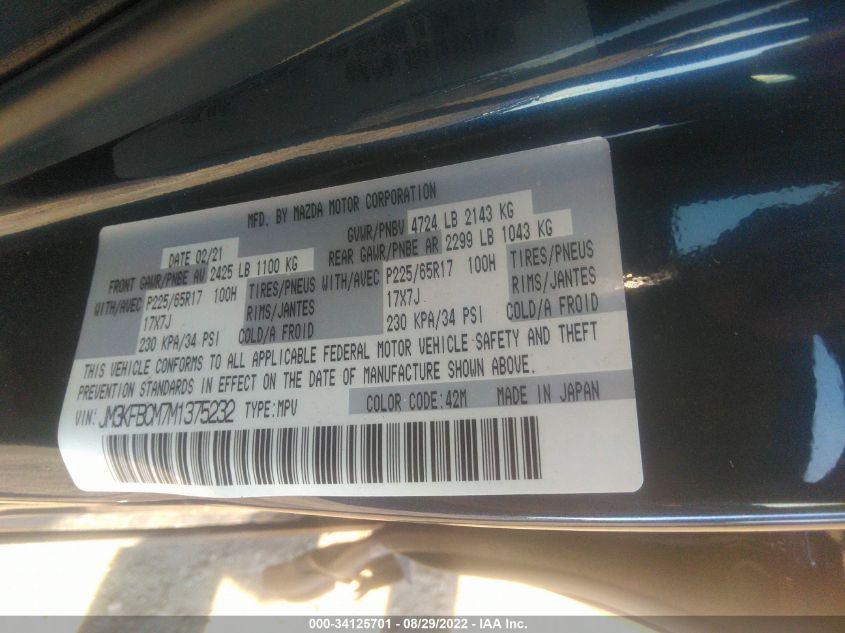 MFD. BY MAZDA MOTOR CORPORATION
DATE 02/21 GVWR/PNBV 4724 LB 2143 KG
FRONT GAWR/PNBE AV 2425 LB 1100 KG REAR GAWR/PNBE AR 2299 LB 1043 KG
WITH/AVEC P225/65R17 100H TIRES/PNEUS WITH/AVEC P225/65R17 100H TIRES/PNEUS
17X7J RIMS/JANTES 17X7J RIMS/JANTES
230 KPA/34 PSI COLD/A FROID 230 KPA/34 PSI COLD/A FROID
THIS VEHICLE CONFORMS TO ALL APPLICABLE FEDERAL MOTOR VEHICLE SAFETY AND THEFT
PREVENTION STANDARDS IN EFFECT ON THE DATE OF MANUFACTURE SHOWN ABOVE.
VIN: JM3KFBCM7M1375232 TYPE:MPV COLOR CODE:42M MADE IN JAPAN
000-34125701 - 08/29/2022 - IAA Inc.